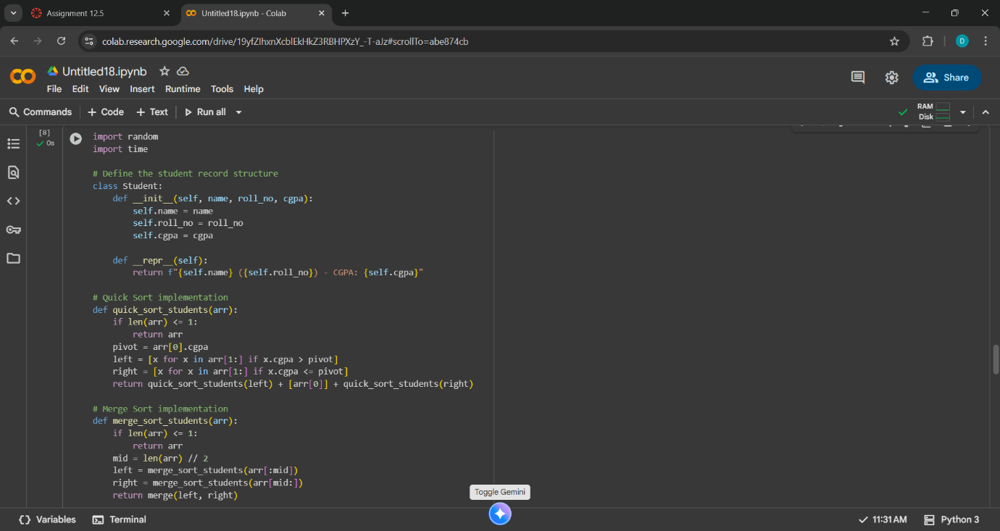 Assignment 12.5
Untitled18.ipynb - Colab
colab.research.google.com/drive/19yfZlhxnXcblEkHkZ3RBHPXzY_-T-aJz#scrollTo=abe874cb
D
Untitled18.ipynb
File Edit View Insert Runtime Tools Help
Share
Commands + Code + Text Run all
RAM
Disk
[8]
0s
import random
import time
# Define the student record structure
class Student:
    def __init__(self, name, roll_no, cgpa):
        self.name = name
        self.roll_no = roll_no
        self.cgpa = cgpa
    def __repr__(self):
        return f"{self.name} ({self.roll_no}) - CGPA: {self.cgpa}"
# Quick Sort implementation
def quick_sort_students(arr):
    if len(arr) <= 1:
        return arr
    pivot = arr[0].cgpa
    left = [x for x in arr[1:] if x.cgpa > pivot]
    right = [x for x in arr[1:] if x.cgpa <= pivot]
    return quick_sort_students(left) + [arr[0]] + quick_sort_students(right)
# Merge Sort implementation
def merge_sort_students(arr):
    if len(arr) <= 1:
        return arr
    mid = len(arr) // 2
    left = merge_sort_students(arr[:mid])
    right = merge_sort_students(arr[mid:])
    return merge(left, right)
Toggle Gemini
{} Variables Terminal
11:31 AM Python 3